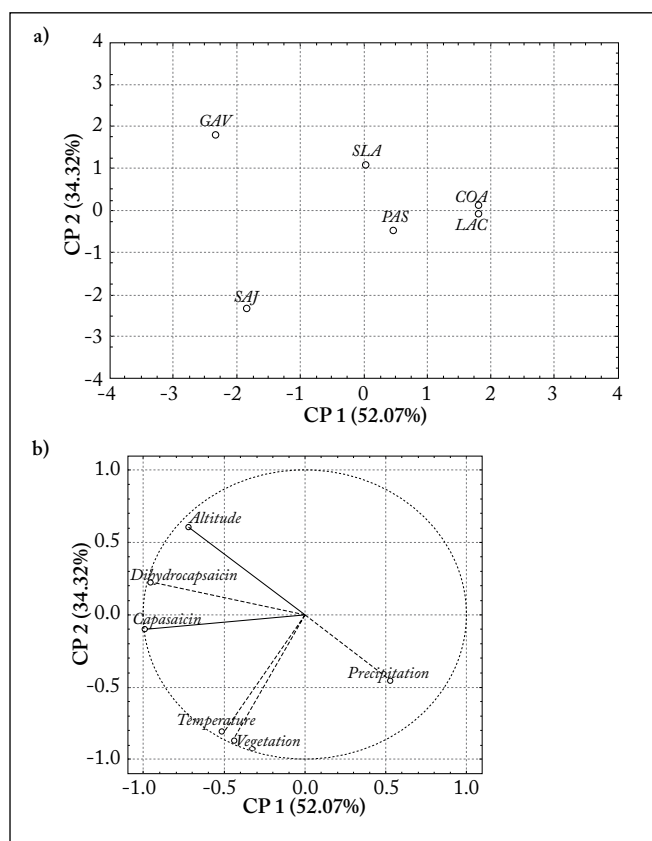 a)
4
3
2
1
0
-1
-2
-3
-4
CP 2 (34.32%)
GAV
SLA
COA
PAS
LAC
SAJ
-4 -3 -2 -1 0 1 2 3 4
CP 1 (52.07%)
b)
1.0
0.5
0.0
-0.5
-1.0
CP 2 (34.32%)
Altitude
Dihydrocapsaicin
Capasaicin
Precipitation
Temperature
Vegetation
-1.0 -0.5 0.0 0.5 1.0
CP 1 (52.07%)